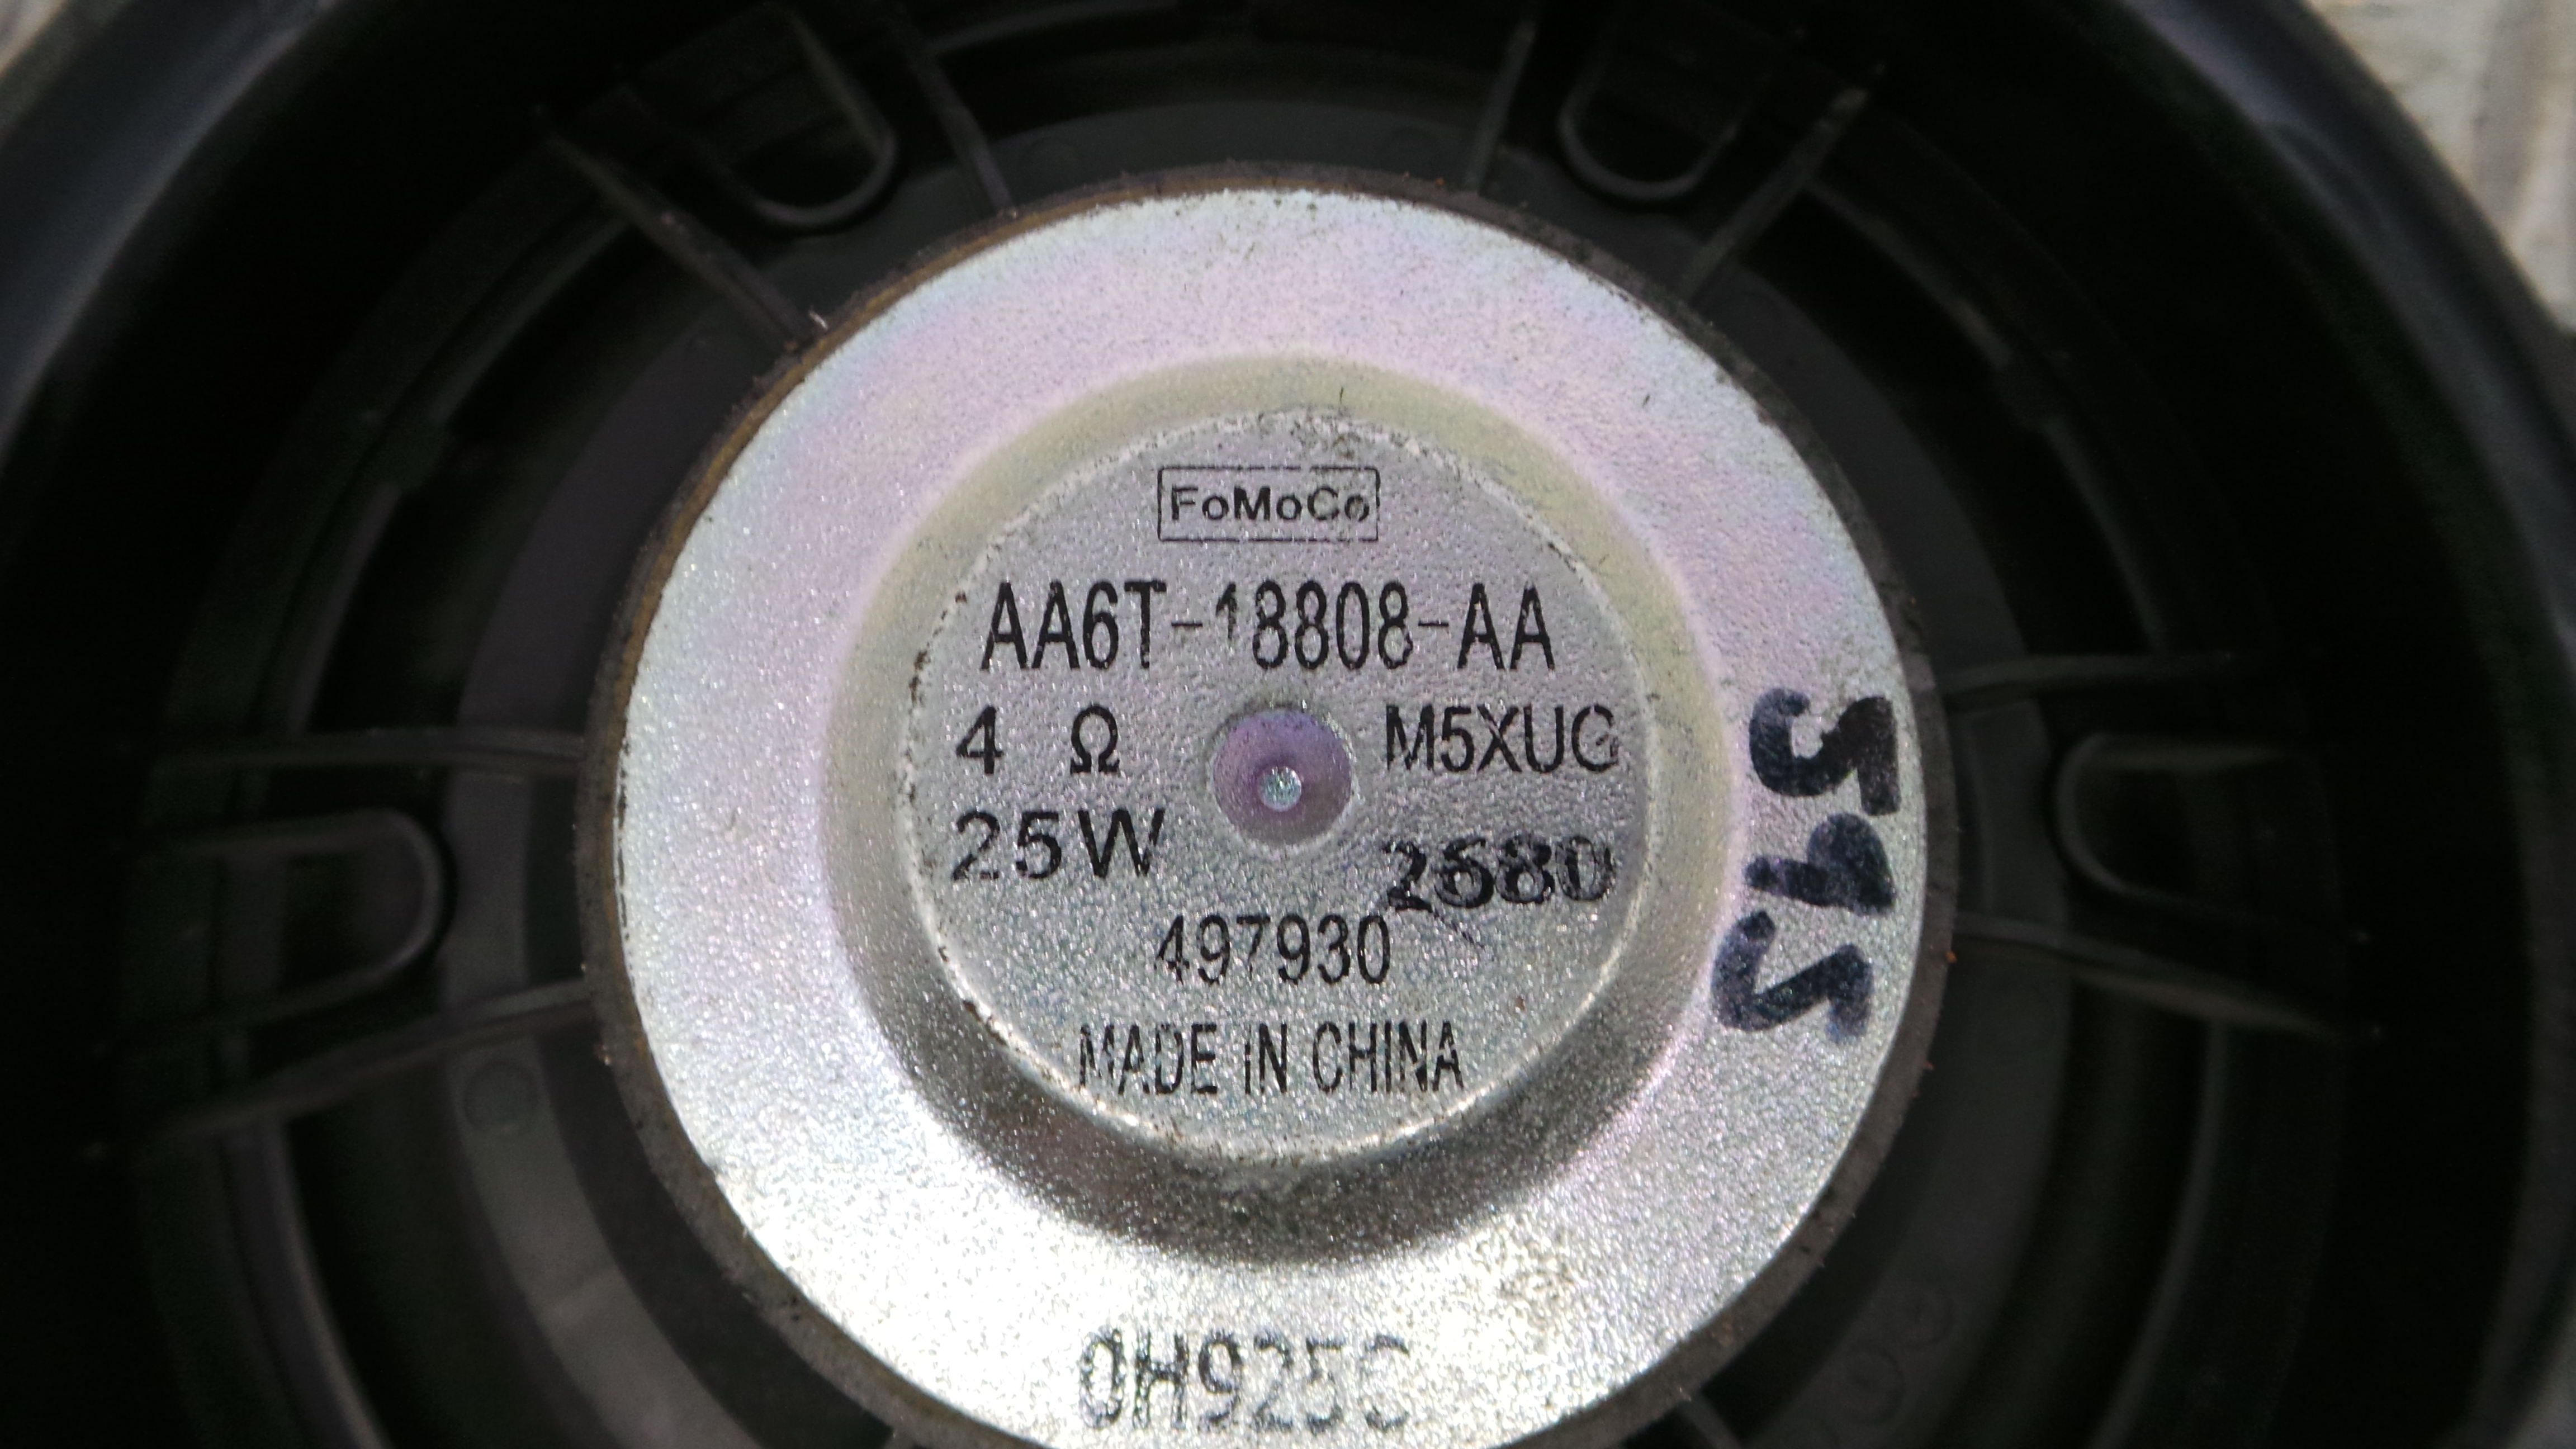 FoMoCo
AA6T-18808-AA
4 Ω M5XUG
25W 2680
497930
MADE IN CHINA
0H925C